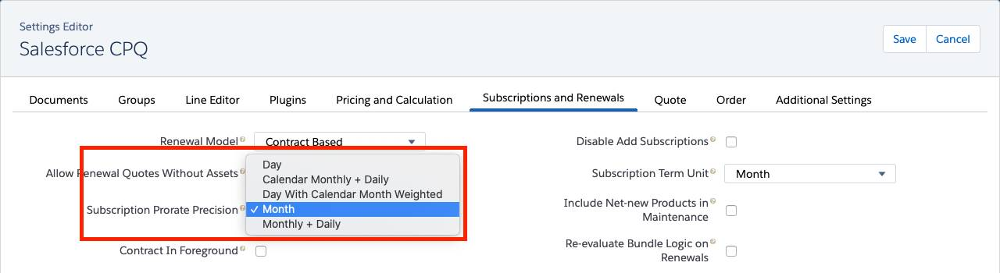 Settings Editor
Salesforce CPQ
Save Cancel
Documents Groups Line Editor Plugins Pricing and Calculation Subscriptions and Renewals Quote Order Additional Settings
Renewal Model Contract Based
Disable Add Subscriptions
Allow Renewal Quotes Without Assets
Subscription Term Unit Month
Subscription Prorate Precision
Day
Calendar Monthly + Daily
Day With Calendar Month Weighted
✓ Month
Monthly + Daily
Include Net-new Products in
Maintenance
Contract In Foreground
Re-evaluate Bundle Logic on
Renewals